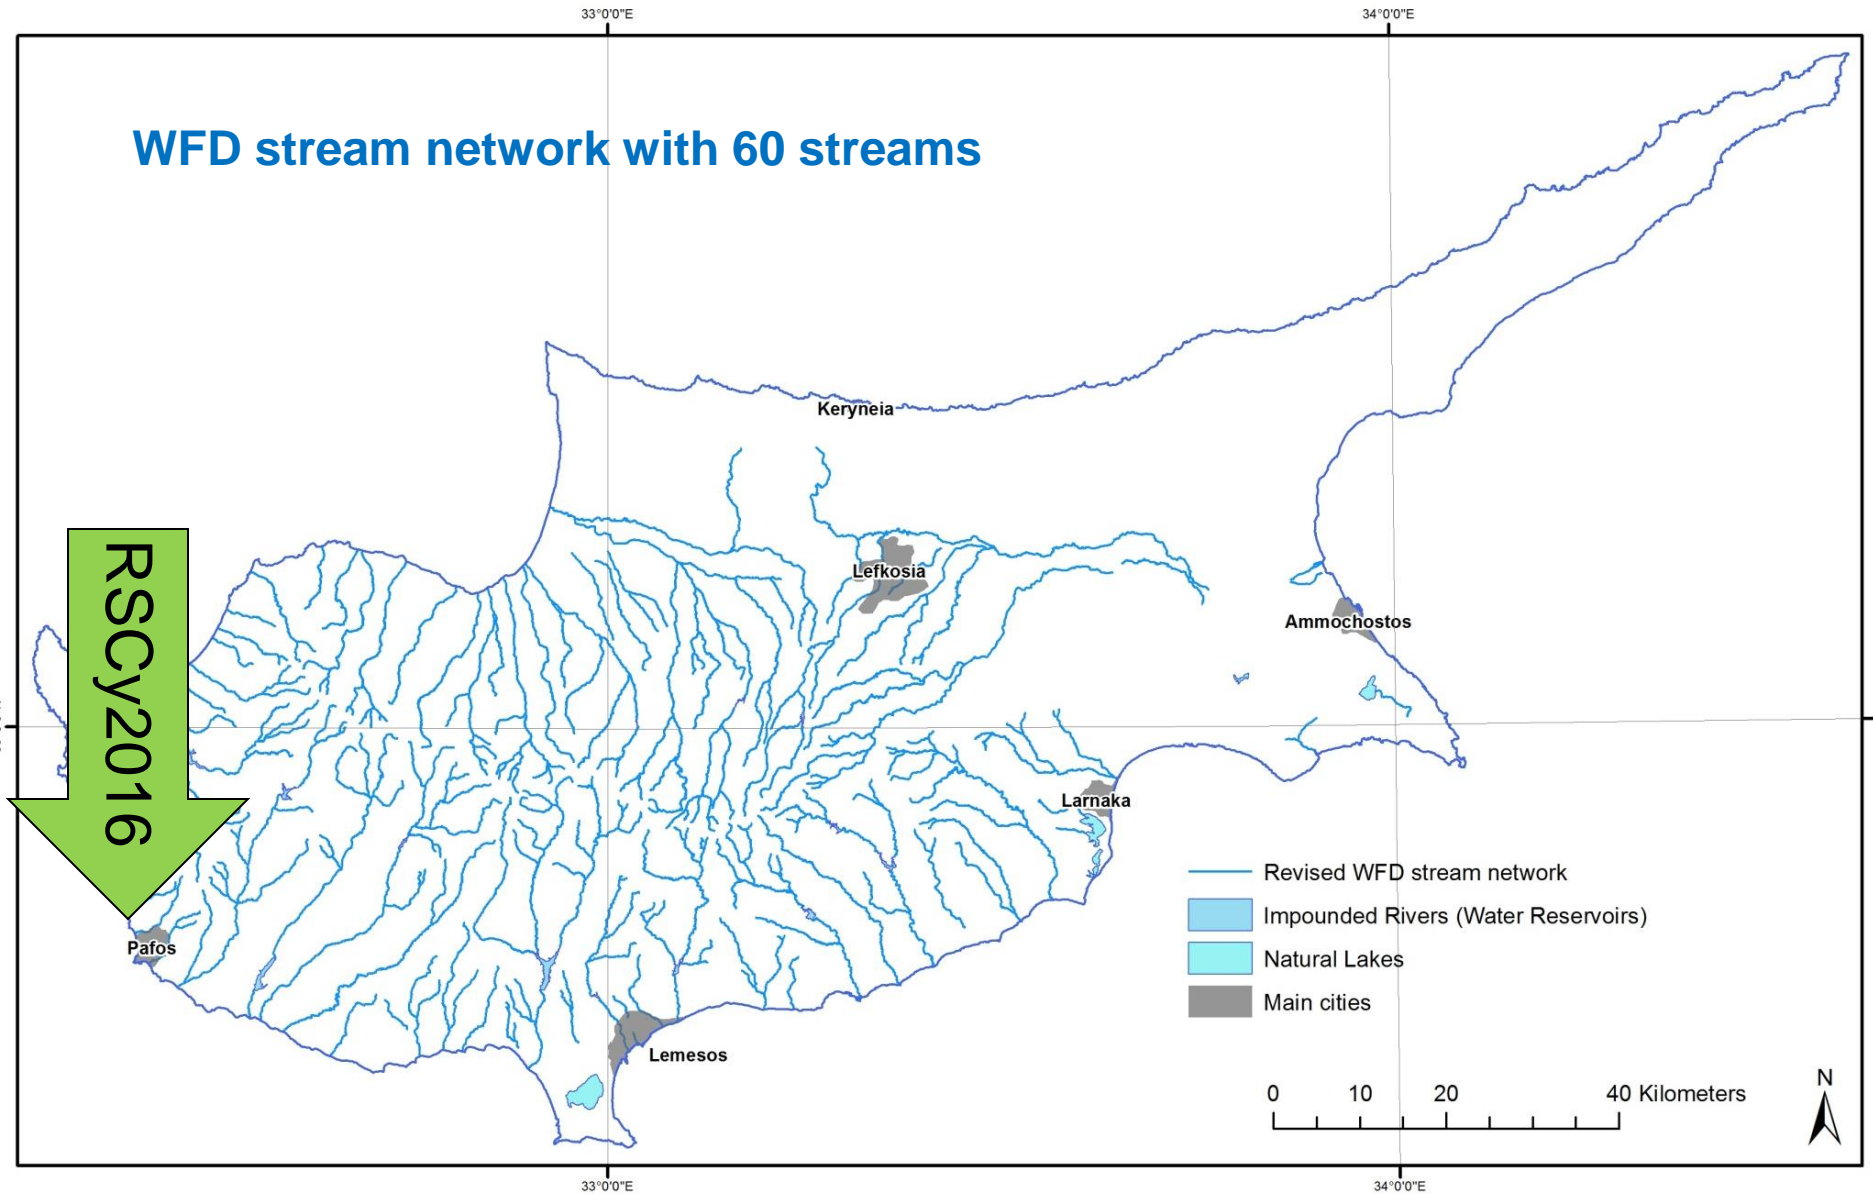 33°0'0"E 34°0'0"E
WFD stream network with 60 streams
Keryneia
Lefkosia
Ammochostos
RSCy2016
Larnaka
Pafos
Lemesos
Revised WFD stream network
Impounded Rivers (Water Reservoirs)
Natural Lakes
Main cities
0 10 20 40 Kilometers
N
33°0'0"E 34°0'0"E